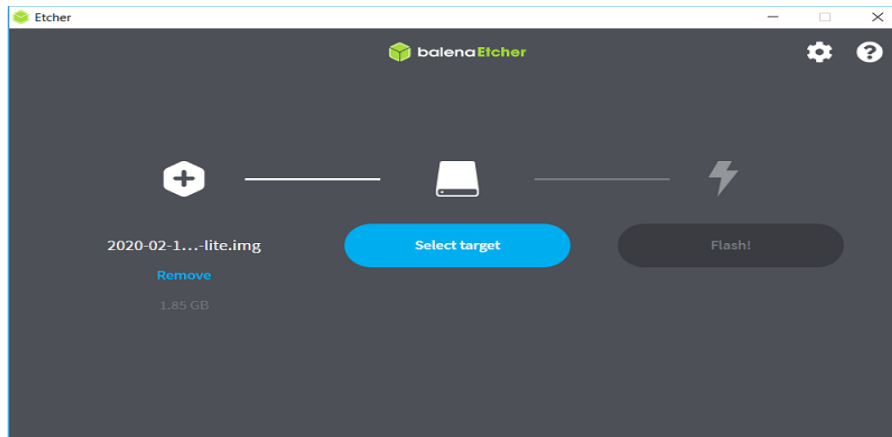 Etcher
balenaEtcher
2020-02-1...-lite.img
Select target
Flash!
Remove
1.85 GB